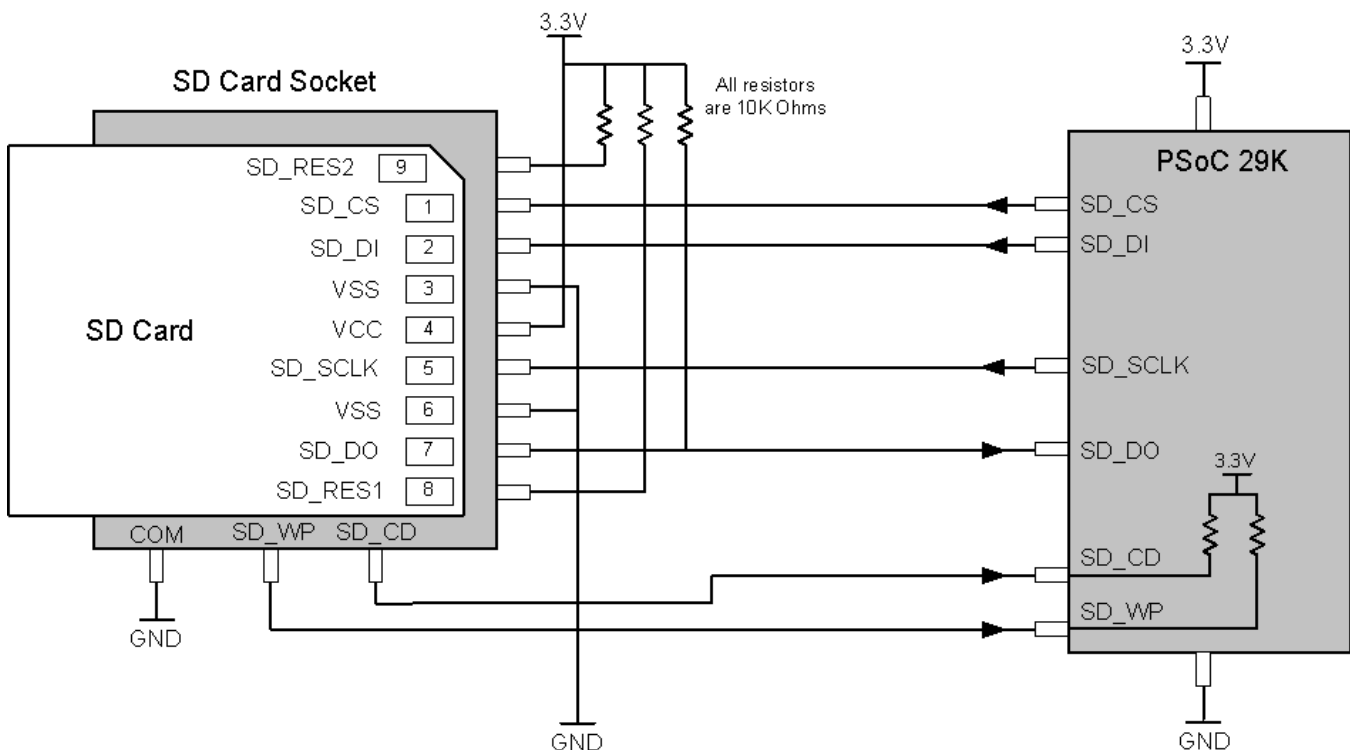 3.3V
SD Card Socket
All resistors
are 10K Ohms
3.3V
PSoC 29K
SD_RES2 9
SD_CS 1
SD_DI 2
VSS 3
VCC 4
SD_SCLK 5
VSS 6
SD_DO 7
SD_RES1 8
SD Card
COM
SD_WP
SD_CD
GND
GND
SD_CS
SD_DI
SD_SCLK
SD_DO
3.3V
SD_CD
SD_WP
GND